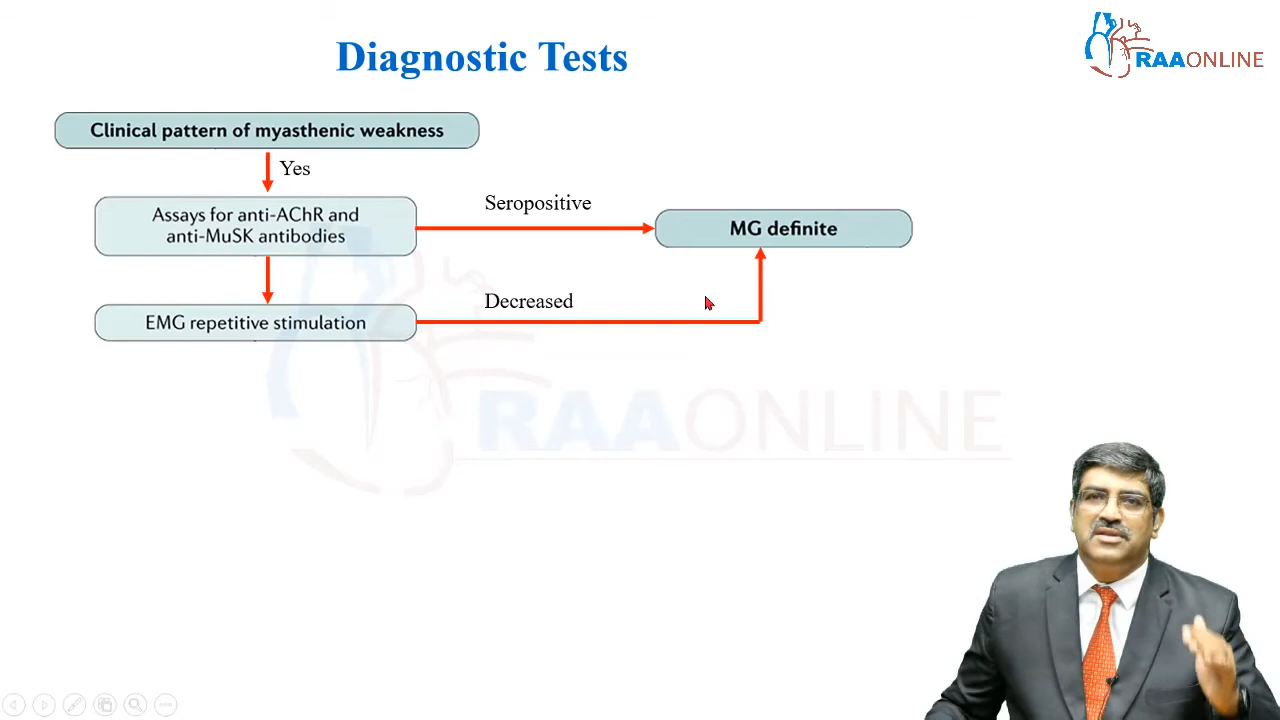 Diagnostic Tests
RAAONLINE
Clinical pattern of myasthenic weakness
Yes
Assays for anti-AChR and
anti-MuSK antibodies
Seropositive
MG definite
Decreased
EMG repetitive stimulation
RAAONLINE